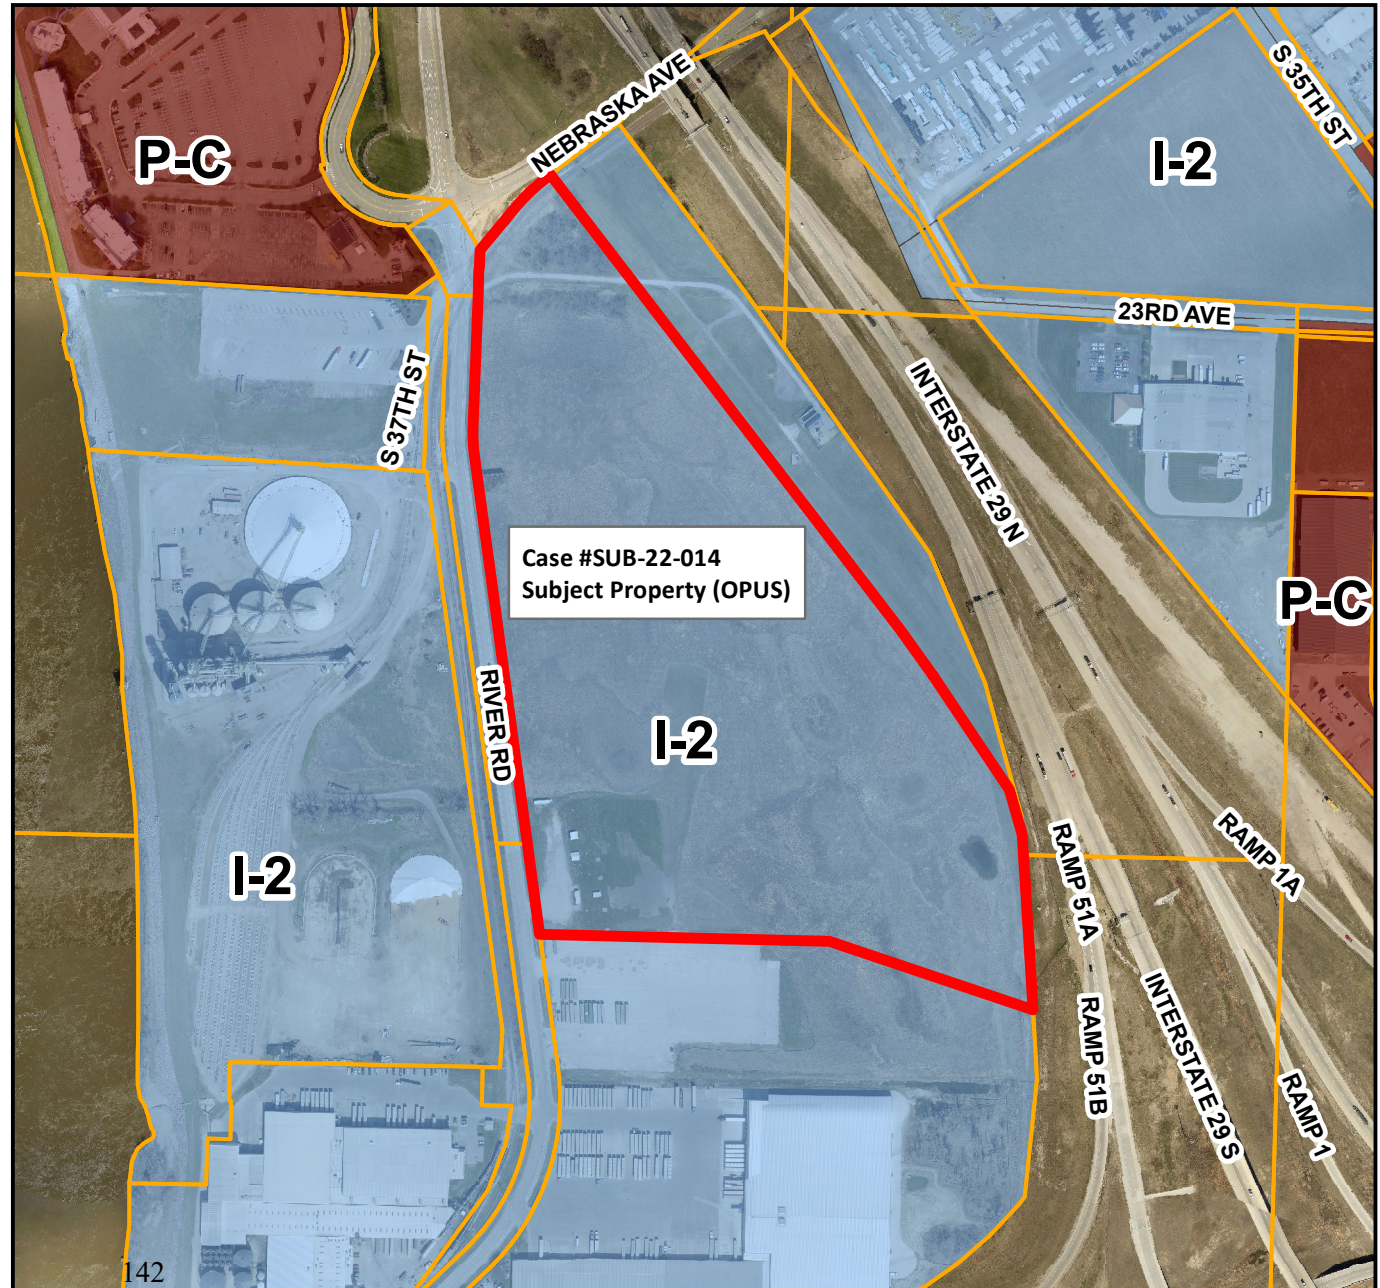 NEBRASKA AVE
S 35TH ST
P-C
I-2
23RD AVE
S 37TH ST
INTERSTATE 29 N
Case #SUB-22-014
Subject Property (OPUS)
P-C
RIVER RD
I-2
I-2
RAMP 51A
RAMP 1A
RAMP 51B
INTERSTATE 29 S
RAMP 1
142